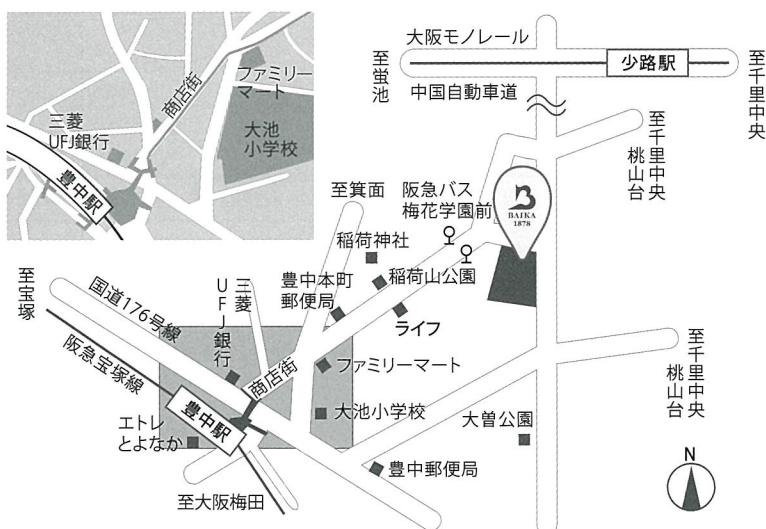 ファミリー
マート
商店街
大池
小学校
三菱
UFJ銀行
豊中駅
大阪モノレール
少路駅
至蛍池
至千里中央
中国自動車道
至千里中央
桃山台
至箕面
阪急バス
梅花学園前
B
BAIKA
1878
稲荷神社
豊中本町
郵便局
稲荷山公園
ライフ
至宝塚
国道176号線
三菱
UFJ銀行
阪急宝塚線
商店街
ファミリーマート
大池小学校
豊中駅
エトレ
とよなか
至大阪梅田
豊中郵便局
大曽公園
至千里中央
桃山台
N